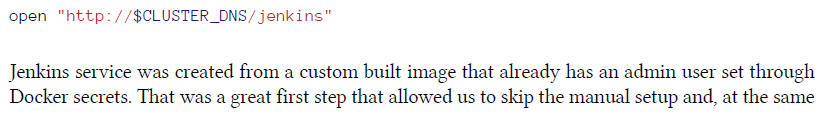 open "http://$CLUSTER_DNS/jenkins"
Jenkins service was created from a custom built image that already has an admin user set through
Docker secrets. That was a great first step that allowed us to skip the manual setup and, at the same